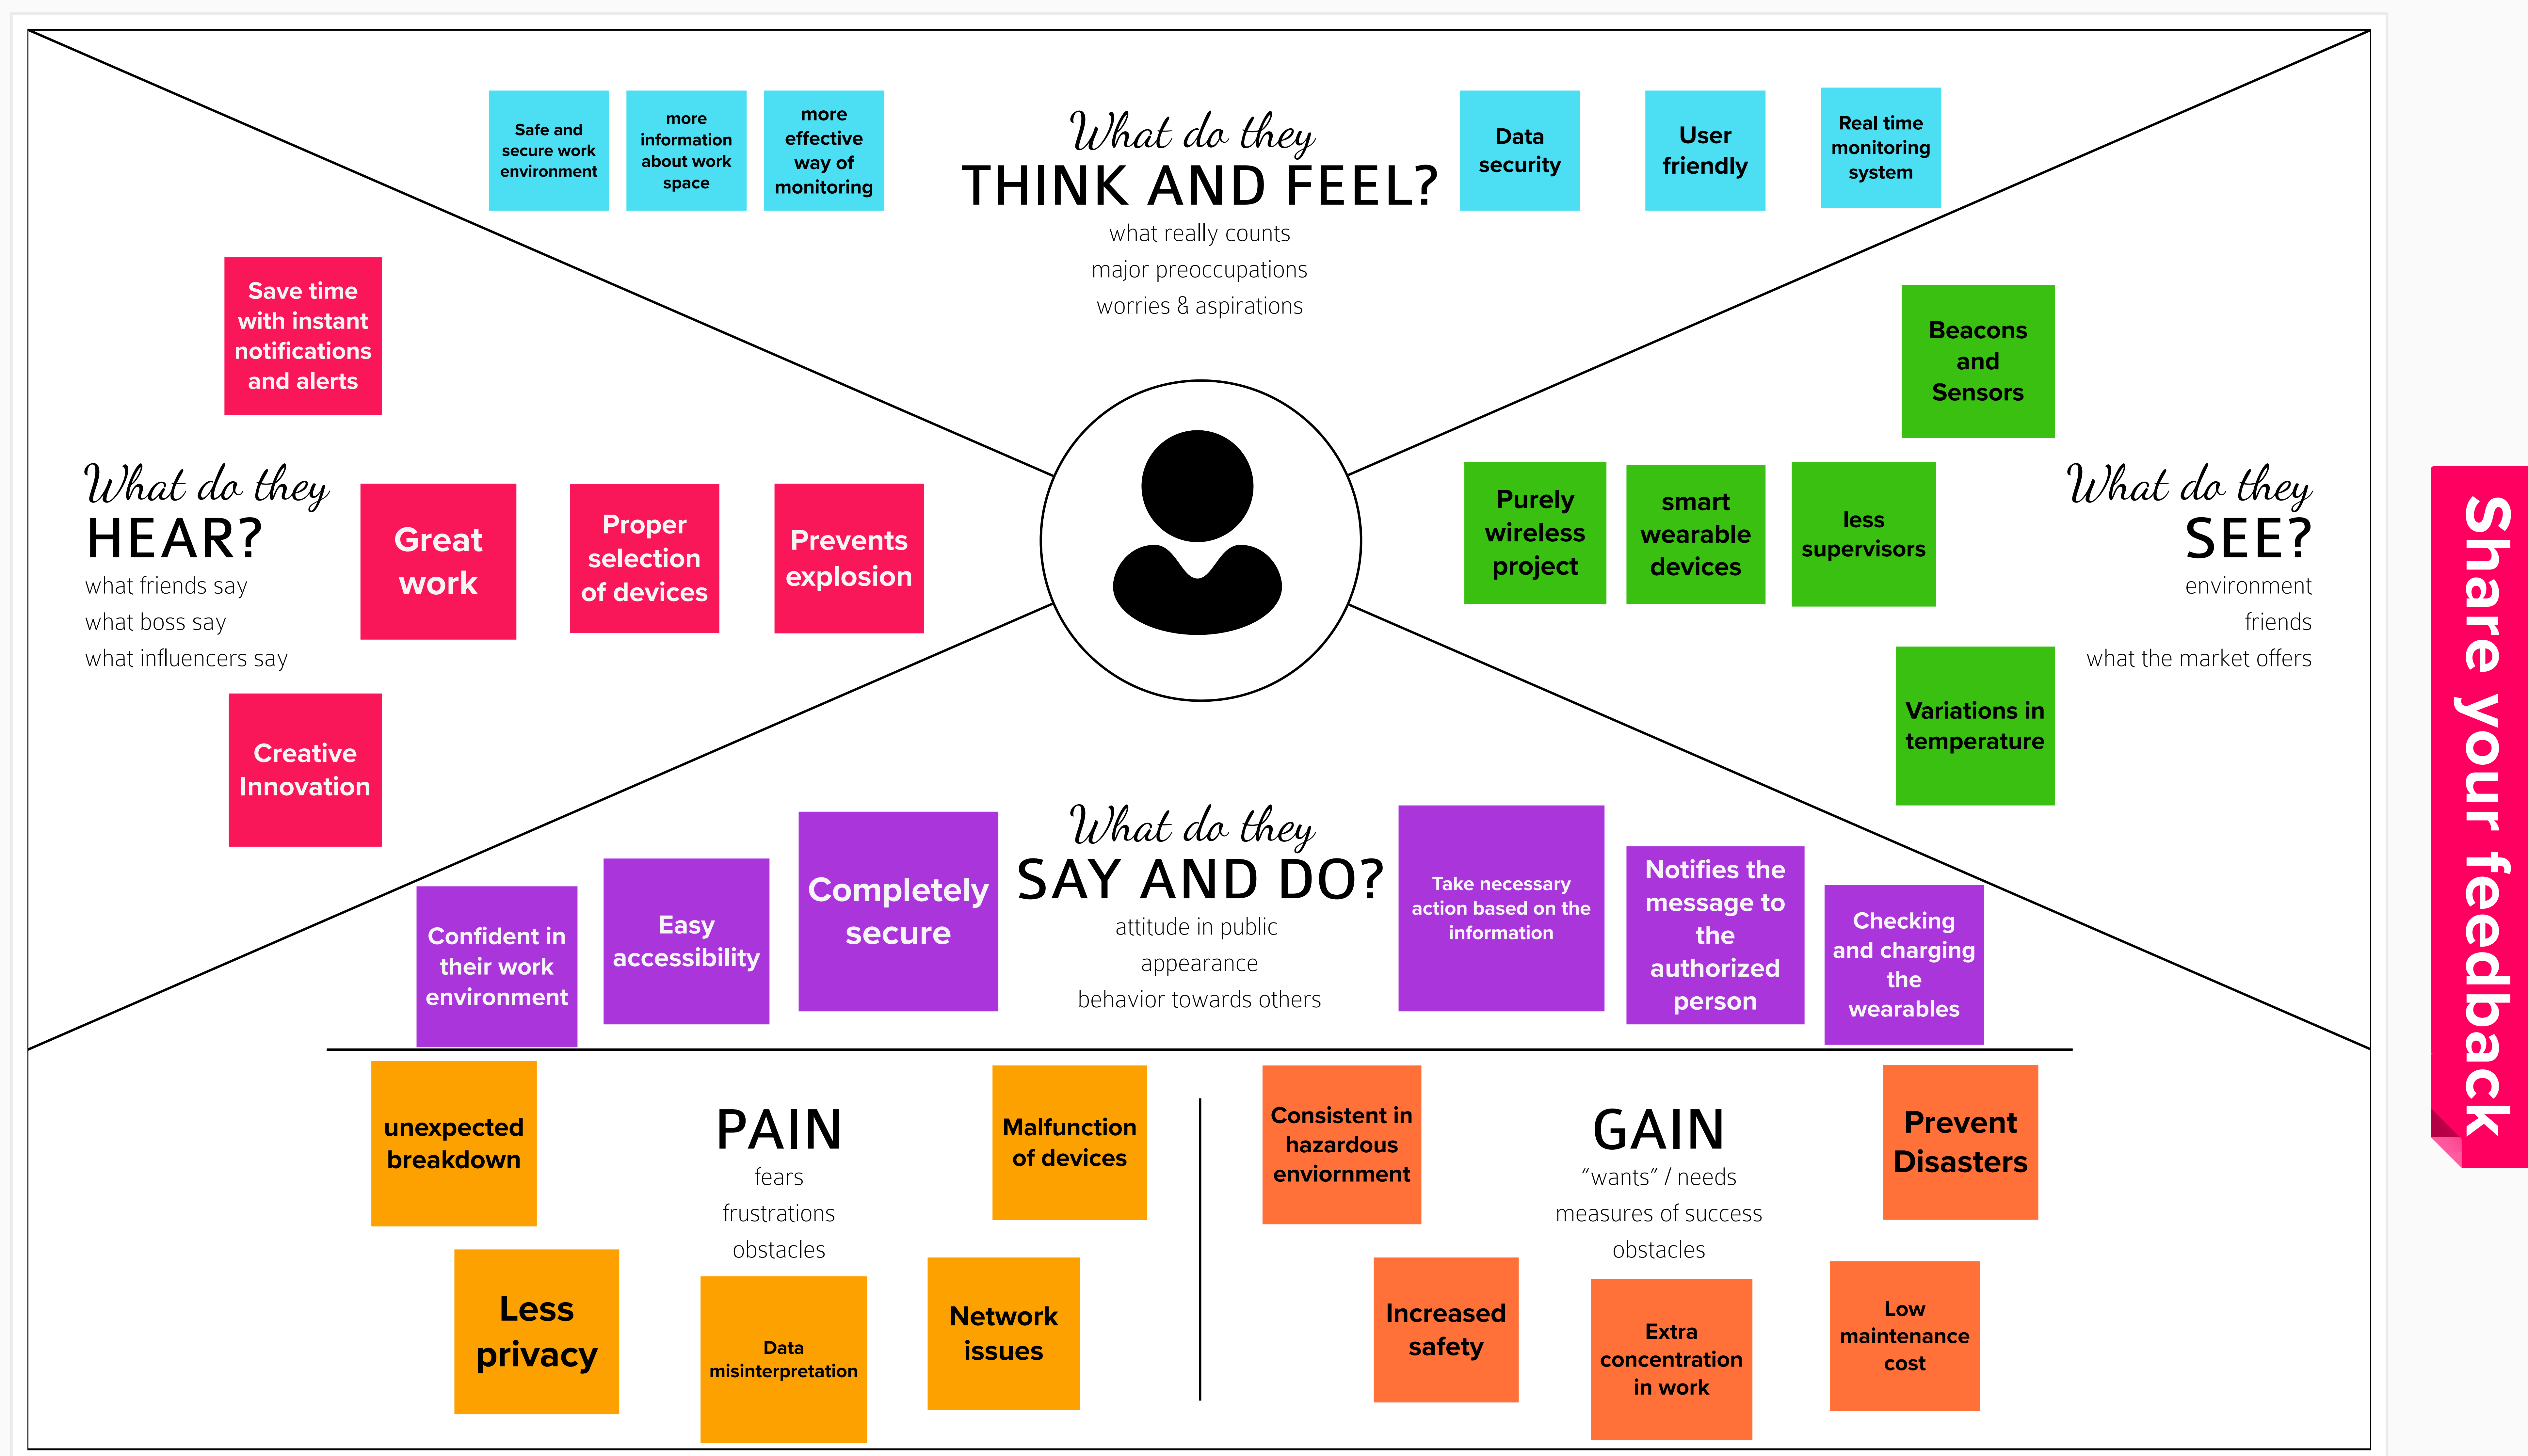 Safe and
secure work
environment
more
information
about work
space
more
effective
way of
monitoring
What do they
THINK AND FEEL?
what really counts
major preoccupations
worries & aspirations
Data
security
User
friendly
Real time
monitoring
system
Save time
with instant
notifications
and alerts
What do they
HEAR?
what friends say
what boss say
what influencers say
Great
work
Proper
selection
of devices
Prevents
explosion
Creative
Innovation
Beacons
and
Sensors
Purely
wireless
project
smart
wearable
devices
less
supervisors
What do they
SEE?
environment
friends
what the market offers
Variations in
temperature
Confident in
their work
environment
Easy
accessibility
Completely
secure
What do they
SAY AND DO?
attitude in public
appearance
behavior towards others
Take necessary
action based on the
information
Notifies the
message to
the
authorized
person
Checking
and charging
the
wearables
unexpected
breakdown
PAIN
fears
frustrations
obstacles
Malfunction
of devices
Less
privacy
Data
misinterpretation
Network
issues
Consistent in
hazardous
enviornment
GAIN
“wants” / needs
measures of success
obstacles
Prevent
Disasters
Increased
safety
Extra
concentration
in work
Low
maintenance
cost
Share your feedback